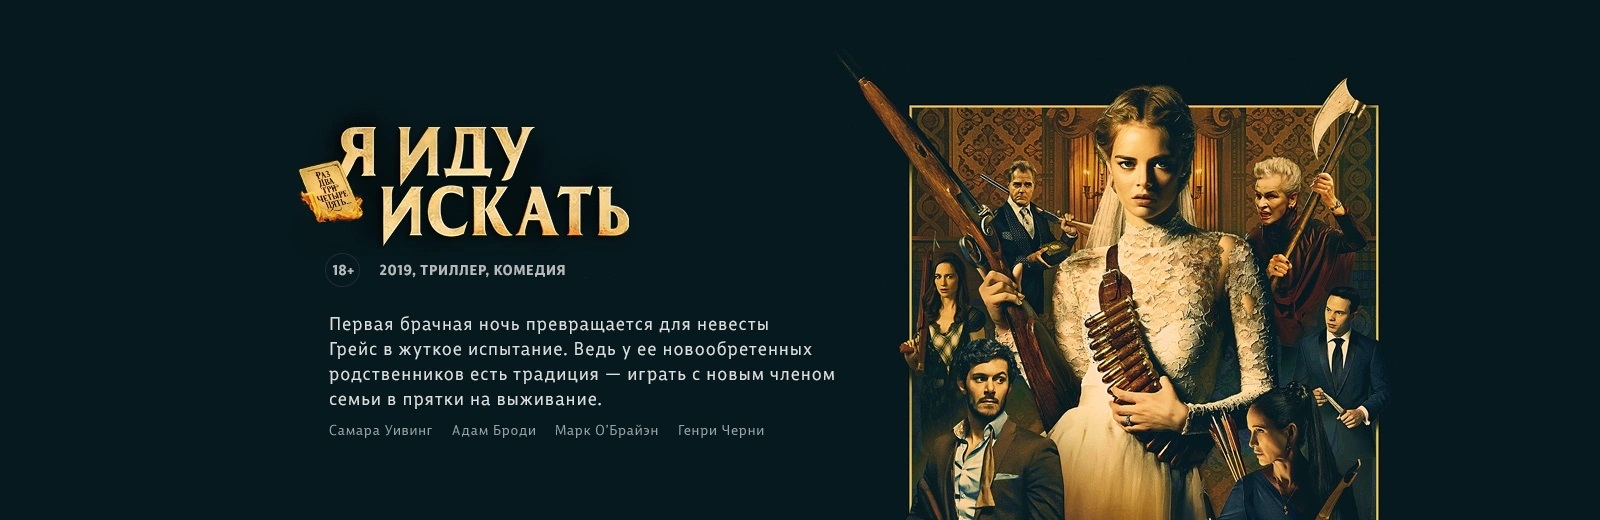 Я ИДУ
ИСКАТЬ
РАЗ
ДВА
ТРИ
ЧЕТЫРЕ
ПЯТЬ...
18+ 2019, ТРИЛЛЕР, КОМЕДИЯ
Первая брачная ночь превращается для невесты
Грейс в жуткое испытание. Ведь у ее новообретенных
родственников есть традиция — играть с новым членом
семьи в прятки на выживание.
Самара Уивинг Адам Броди Марк О'Брайэн Генри Черни